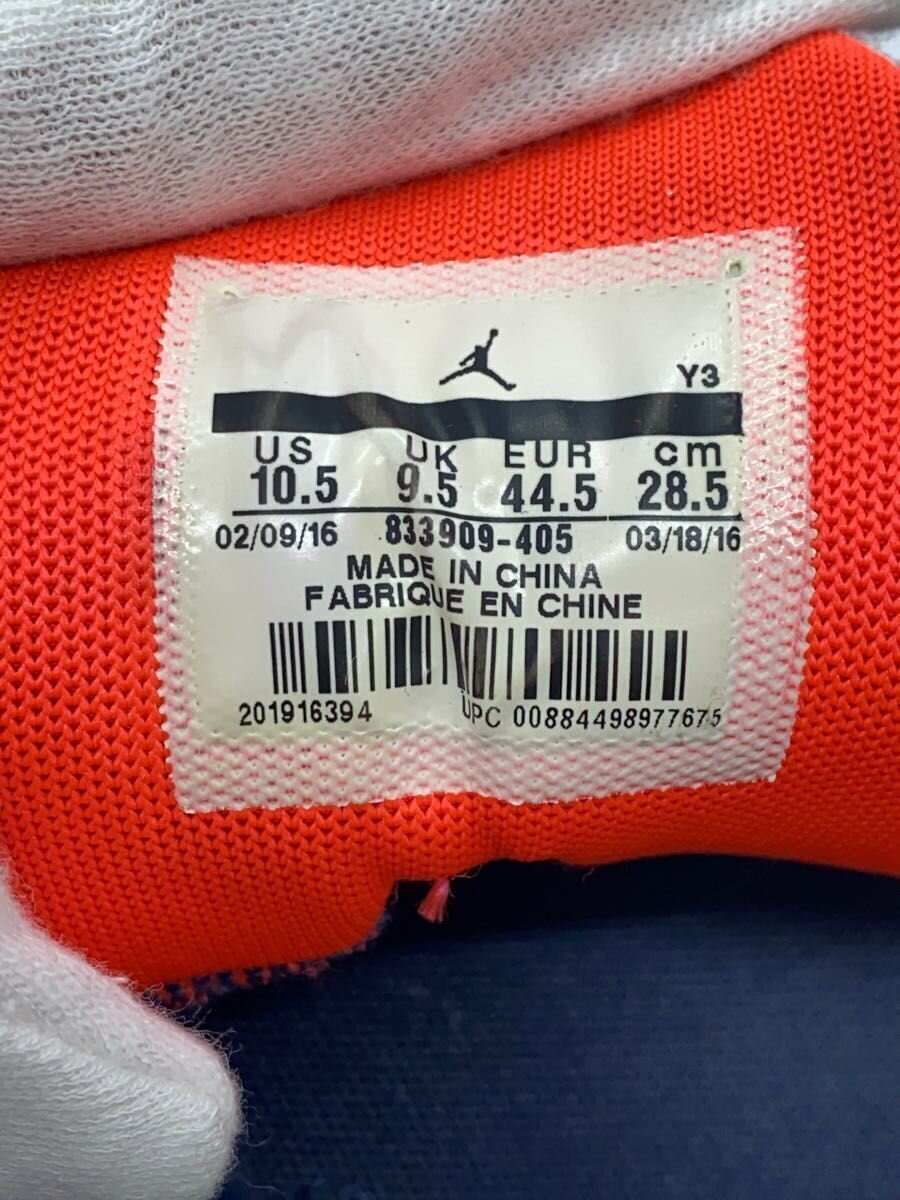 Y3
US UK EUR cm
10.5 9.5 44.5 28.5
02/09/16 833909-405 03/18/16
MADE IN CHINA
FABRIQUE EN CHINE
201916394 UPC 00884498977675